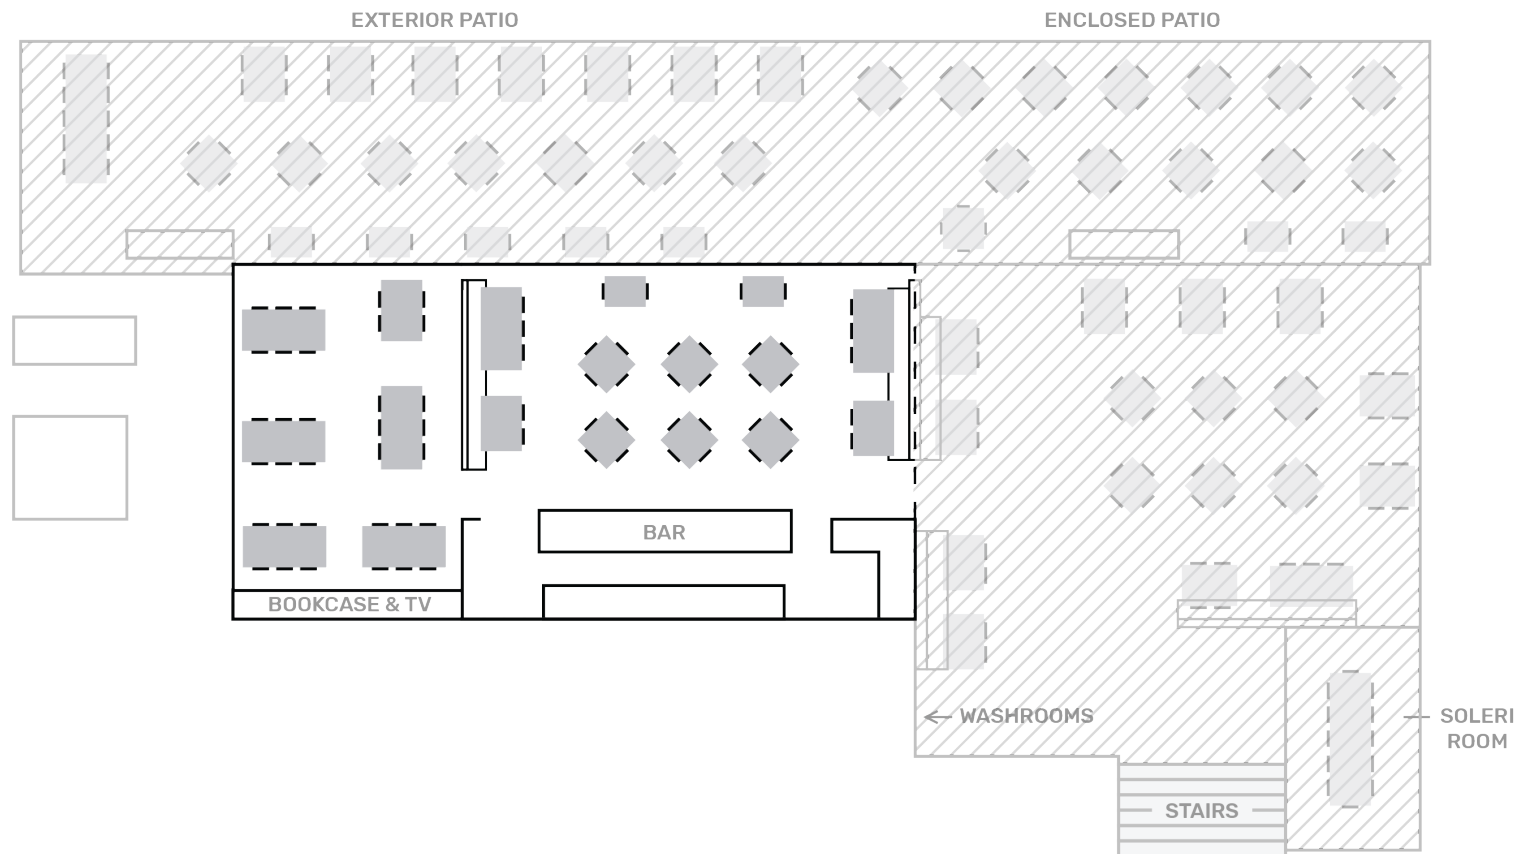 EXTERIOR PATIO
ENCLOSED PATIO
BAR
BOOKCASE & TV
WASHROOMS
SOLERI
ROOM
STAIRS